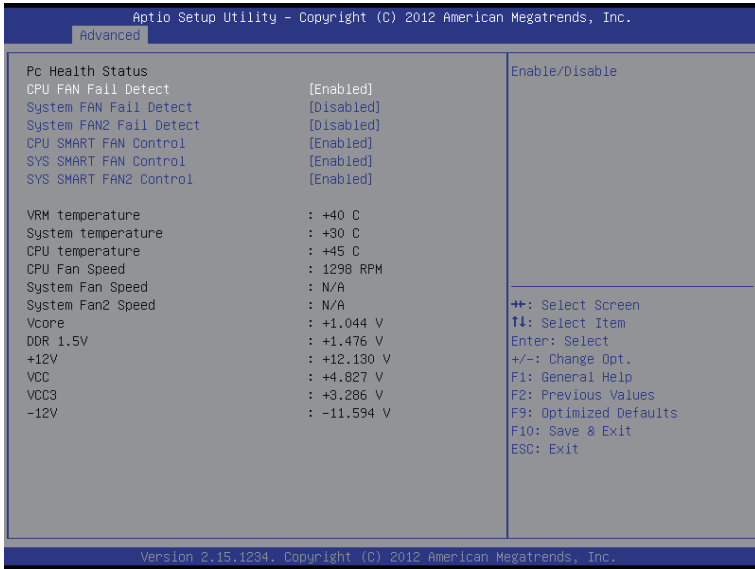 Aptio Setup Utility – Copyright (C) 2012 American Megatrends, Inc.
Advanced
Pc Health Status
CPU FAN Fail Detect [Enabled]
System FAN Fail Detect [Disabled]
System FAN2 Fail Detect [Disabled]
CPU SMART FAN Control [Enabled]
SYS SMART FAN Control [Enabled]
SYS SMART FAN2 Control [Enabled]
VRM temperature : +40 C
System temperature : +30 C
CPU temperature : +45 C
CPU Fan Speed : 1298 RPM
System Fan Speed : N/A
System Fan2 Speed : N/A
Vcore : +1.044 V
DDR 1.5V : +1.476 V
+12V : +12.130 V
VCC : +4.827 V
VCC3 : +3.286 V
-12V : -11.594 V
Enable/Disable
→←: Select Screen
↑↓: Select Item
Enter: Select
+/-: Change Opt.
F1: General Help
F2: Previous Values
F9: Optimized Defaults
F10: Save & Exit
ESC: Exit
Version 2.15.1234. Copyright (C) 2012 American Megatrends, Inc.